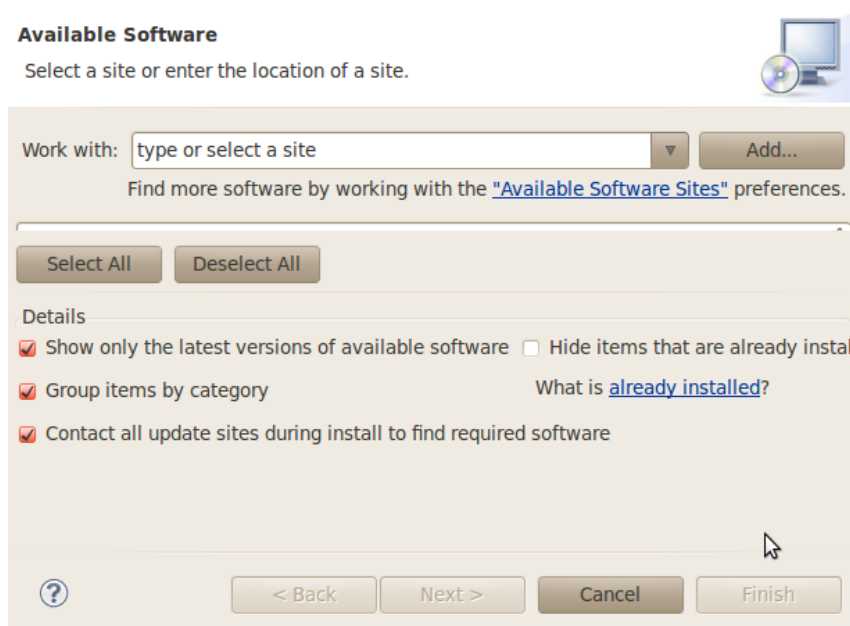 Available Software
Select a site or enter the location of a site.
Work with: type or select a site Add...
Find more software by working with the "Available Software Sites" preferences.
Select All Deselect All
Details
Show only the latest versions of available software Hide items that are already instal
Group items by category What is already installed?
Contact all update sites during install to find required software
? < Back Next > Cancel Finish